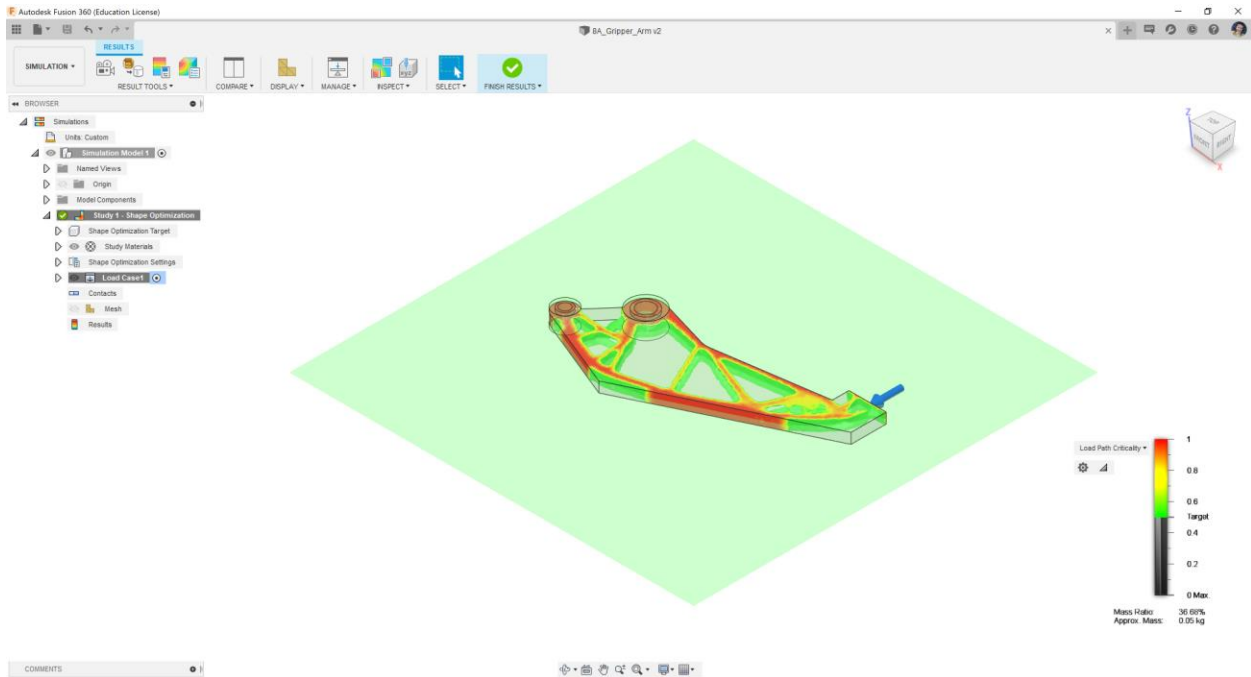 Autodesk Fusion 360 (Education License)
8A_Gripper_Arm v2
RESULTS
SIMULATION
RESULT TOOLS
COMPARE
DISPLAY
MANAGE
INSPECT
SELECT
FINISH RESULTS
BROWSER
Simulations
Units: Custom
Simulation Model 1
Named Views
Origin
Model Components
Study 1 - Shape Optimization
Shape Optimization Target
Study Materials
Shape Optimization Settings
Load Case1
Contacts
Mesh
Results
Z
TOP
FRONT
RIGHT
X
Load Path Criticality
1
0.8
0.6
Target
0.4
0.2
0 Max
Mass Ratio: 36.68%
Approx. Mass: 0.05 kg
COMMENTS